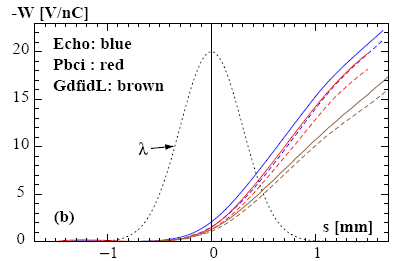 -W [V/nC]
20
Echo: blue
Pbci : red
15
GdfidL: brown
10
λ
5
(b)
s [mm]
0
−1
0
1